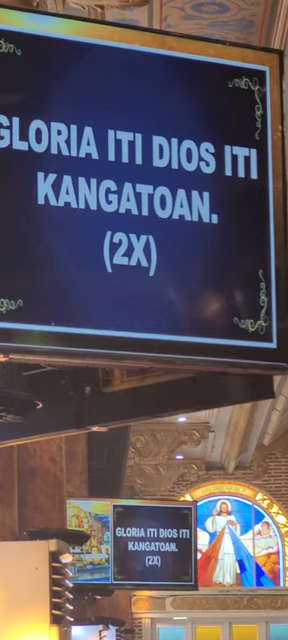 GLORIA ITI DIOS ITI
KANGATOAN.
(2X)
GLORIA ITI DIOS ITI
KANGATOAN.
(2X)